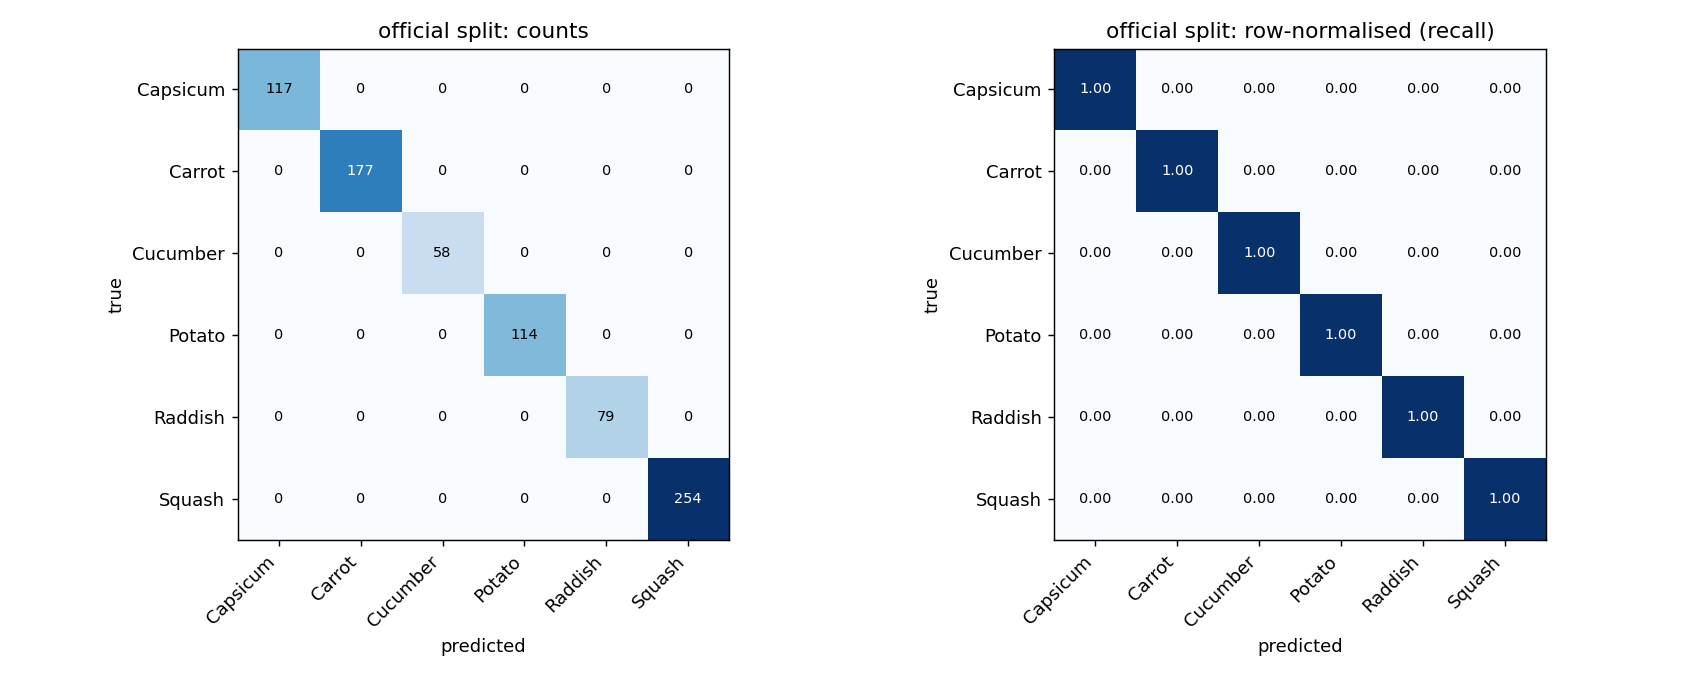 official split: counts
Capsicum 117 0 0 0 0 0
Carrot 0 177 0 0 0 0
Cucumber 0 0 58 0 0 0
Potato 0 0 0 114 0 0
Raddish 0 0 0 0 79 0
Squash 0 0 0 0 0 254
true
Capsicum Carrot Cucumber Potato Raddish Squash
predicted
official split: row-normalised (recall)
Capsicum 1.00 0.00 0.00 0.00 0.00 0.00
Carrot 0.00 1.00 0.00 0.00 0.00 0.00
Cucumber 0.00 0.00 1.00 0.00 0.00 0.00
Potato 0.00 0.00 0.00 1.00 0.00 0.00
Raddish 0.00 0.00 0.00 0.00 1.00 0.00
Squash 0.00 0.00 0.00 0.00 0.00 1.00
true
Capsicum Carrot Cucumber Potato Raddish Squash
predicted